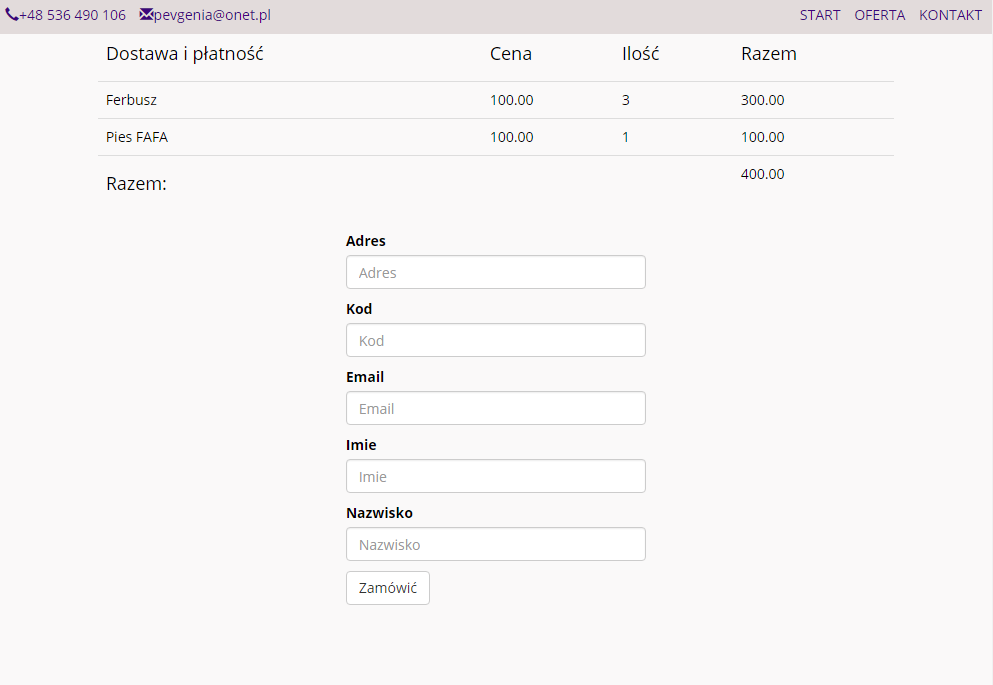 +48 536 490 106 pevgenia@onet.pl START OFERTA KONTAKT
Dostawa i płatność Cena Ilość Razem
Ferbusz 100.00 3 300.00
Pies FAFA 100.00 1 100.00
Razem: 400.00
Adres
Adres
Kod
Kod
Email
Email
Imie
Imie
Nazwisko
Nazwisko
Zamówić